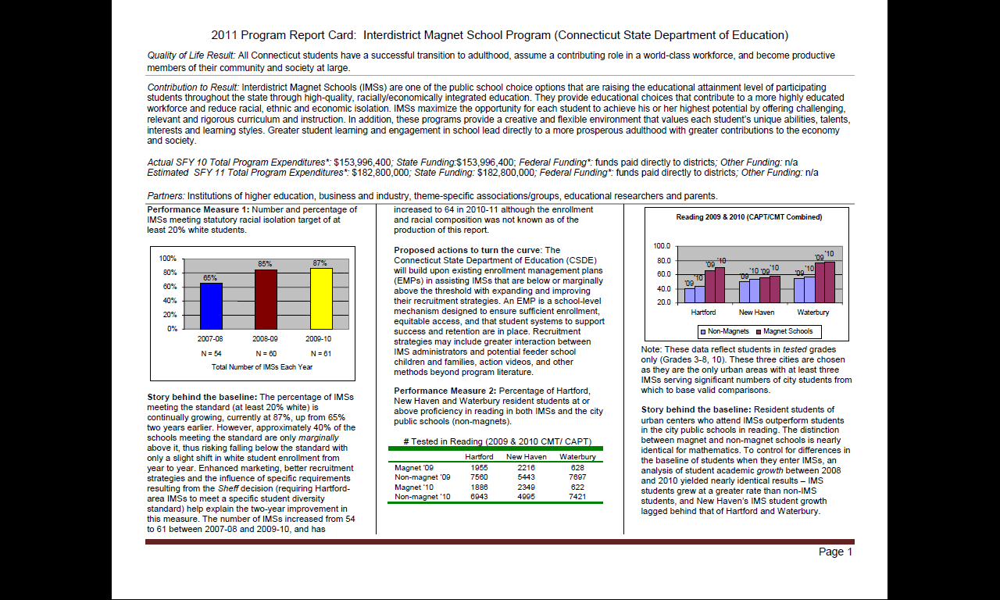 2011 Program Report Card:  Interdistrict Magnet School Program (Connecticut State Department of Education)
Quality of Life Result: All Connecticut students have a successful transition to adulthood, assume a contributing role in a world-class workforce, and become productive
members of their community and society at large.
Contribution to Result: Interdistrict Magnet Schools (IMSs) are one of the public school choice options that are raising the educational attainment level of participating
students throughout the state through high-quality, racially/economically integrated education. They provide educational choices that contribute to a more highly educated
workforce and reduce racial, ethnic and economic isolation. IMSs maximize the opportunity for each student to achieve his or her highest potential by offering challenging,
relevant and rigorous curriculum and instruction. In addition, these programs provide a creative and flexible environment that values each student's unique abilities, talents,
interests and learning styles. Greater student learning and engagement in school lead directly to a more prosperous adulthood with greater contributions to the economy
and society.
Actual SFY 10 Total Program Expenditures*: $153,996,400; State Funding:$153,996,400; Federal Funding*: funds paid directly to districts; Other Funding: n/a
Estimated  SFY 11 Total Program Expenditures*: $182,800,000; State Funding: $182,800,000; Federal Funding*: funds paid directly to districts; Other Funding: n/a
Partners: Institutions of higher education, business and industry, theme-specific associations/groups, educational researchers and parents.
Performance Measure 1: Number and percentage of
IMSs meeting statutory racial isolation target of at
least 20% white students.
100%
80%
60%
40%
20%
0%
65%
85%
87%
2007-08 2008-09 2009-10
N = 54 N = 60 N = 61
Total Number of IMSs Each Year
Story behind the baseline: The percentage of IMSs
meeting the standard (at least 20% white) is
continually growing, currently at 87%, up from 65%
two years earlier. However, approximately 40% of the
schools meeting the standard are only marginally
above it, thus risking falling below the standard with
only a slight shift in white student enrollment from
year to year. Enhanced marketing, better recruitment
strategies and the influence of specific requirements
resulting from the Sheff decision (requiring Hartford-
area IMSs to meet a specific student diversity
standard) help explain the two-year improvement in
this measure. The number of IMSs increased from 54
to 61 between 2007-08 and 2009-10, and has
increased to 64 in 2010-11 although the enrollment
and racial composition was not known as of the
production of this report.
Proposed actions to turn the curve: The
Connecticut State Department of Education (CSDE)
will build upon existing enrollment management plans
(EMPs) in assisting IMSs that are below or marginally
above the threshold with expanding and improving
their recruitment strategies. An EMP is a school-level
mechanism designed to ensure sufficient enrollment,
equitable access, and that student systems to support
success and retention are in place. Recruitment
strategies may include greater interaction between
IMS administrators and potential feeder school
children and families, action videos, and other
methods beyond program literature.
Performance Measure 2: Percentage of Hartford,
New Haven and Waterbury resident students at or
above proficiency in reading in both IMSs and the city
public schools (non-magnets).
# Tested in Reading (2009 & 2010 CMT/ CAPT)
Hartford New Haven Waterbury
Magnet '09 1955 2216 628
Non-magnet '09 7560 5443 7697
Magnet '10 1886 2349 622
Non-magnet '10 6943 4995 7421
Reading 2009 & 2010 (CAPT/CMT Combined)
100.0
80.0
60.0
40.0
20.0
'09 '10 '09 '10
'09 '10 '09 '10
'09 '10 '09 '10
Hartford New Haven Waterbury
Non-Magnets Magnet Schools
Note: These data reflect students in tested grades
only (Grades 3-8, 10). These three cities are chosen
as they are the only urban areas with at least three
IMSs serving significant numbers of city students from
which to base valid comparisons.
Story behind the baseline: Resident students of
urban centers who attend IMSs outperform students
in the city public schools in reading. The distinction
between magnet and non-magnet schools is nearly
identical for mathematics. To control for differences in
the baseline of students when they enter IMSs, an
analysis of student academic growth between 2008
and 2010 yielded nearly identical results – IMS
students grew at a greater rate than non-IMS
students, and New Haven's IMS student growth
lagged behind that of Hartford and Waterbury.
Page 1